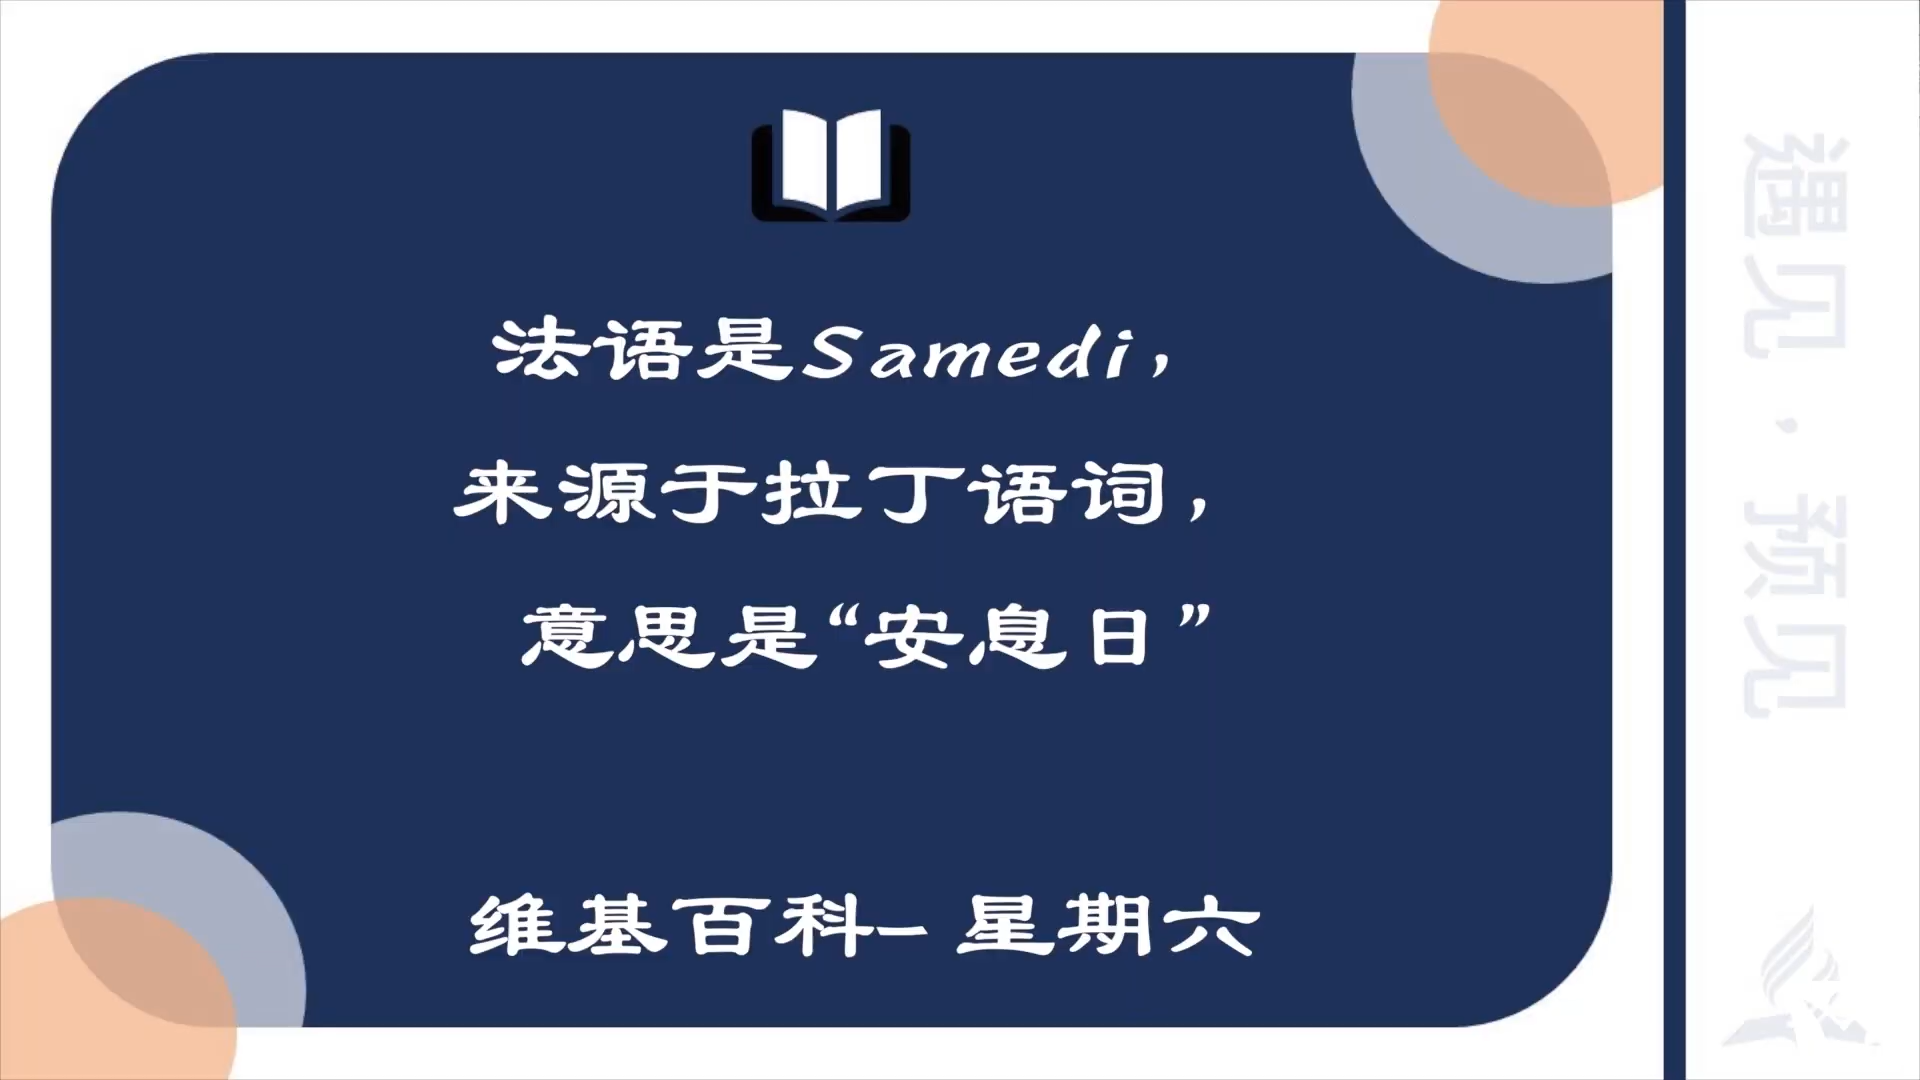 法语是Samedi，
来源于拉丁语词，
意思是“安息日”
维基百科- 星期六
遇见，预见